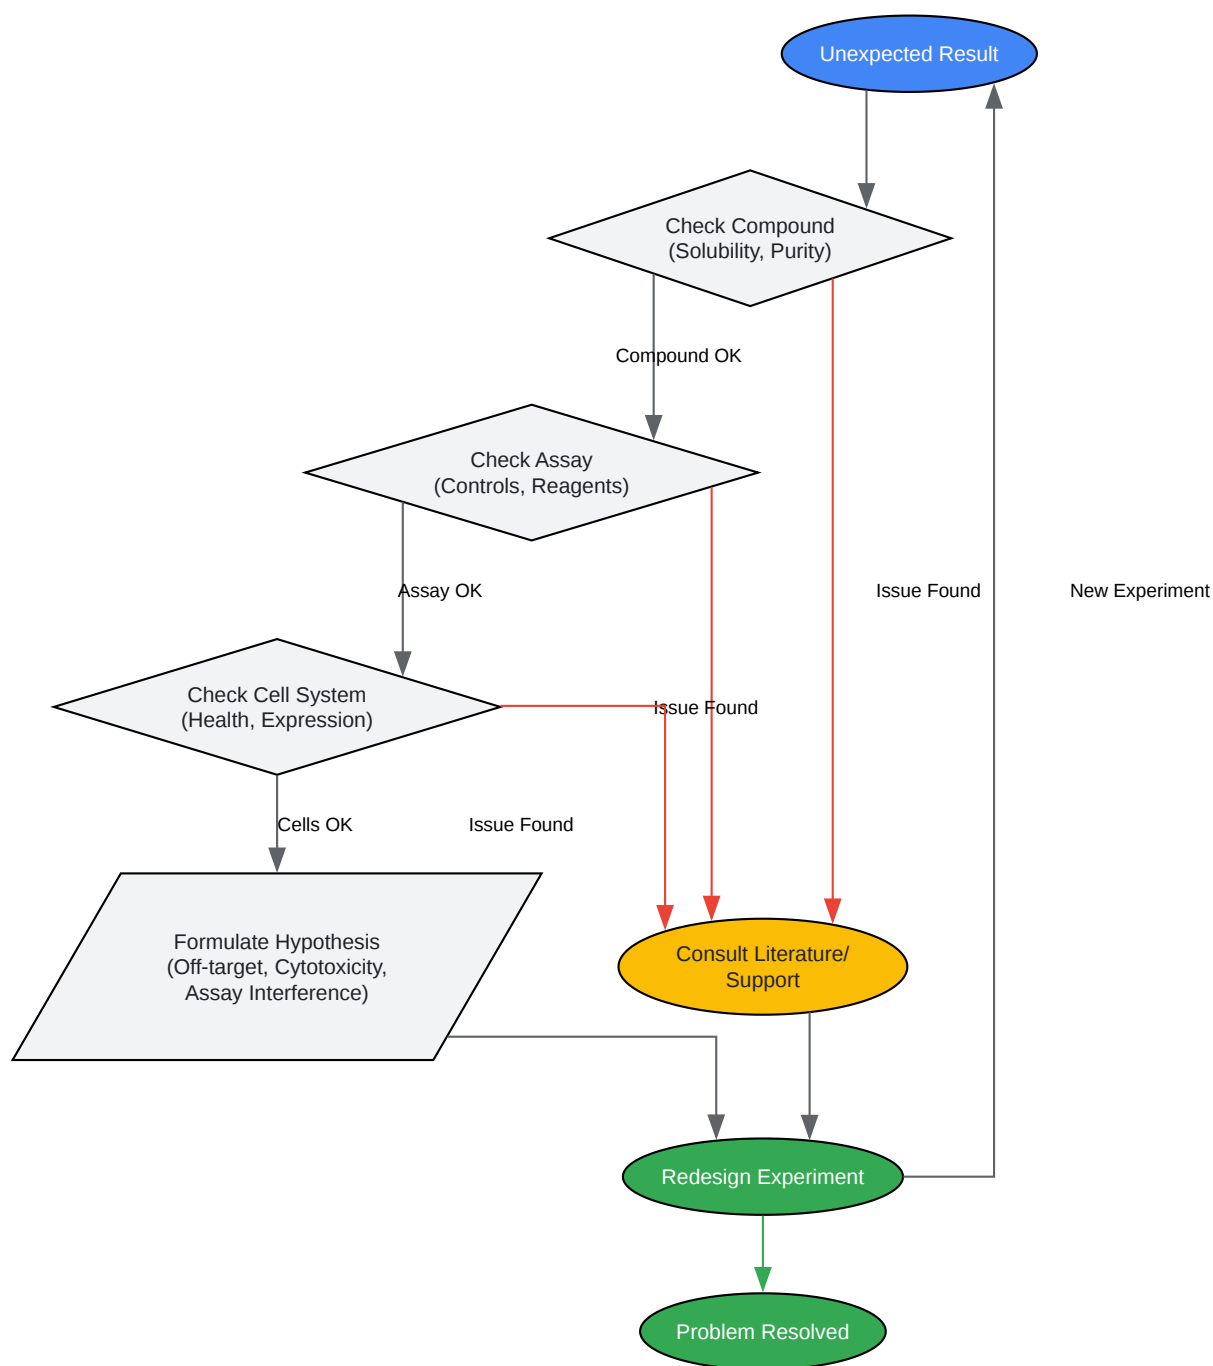 Unexpected Result
Check Compound
(Solubility, Purity)
Compound OK
Check Assay
(Controls, Reagents)
Assay OK
Issue Found
New Experiment
Check Cell System
(Health, Expression)
Issue Found
Cells OK
Issue Found
Formulate Hypothesis
(Off-target, Cytotoxicity,
Assay Interference)
Consult Literature/
Support
Redesign Experiment
Problem Resolved